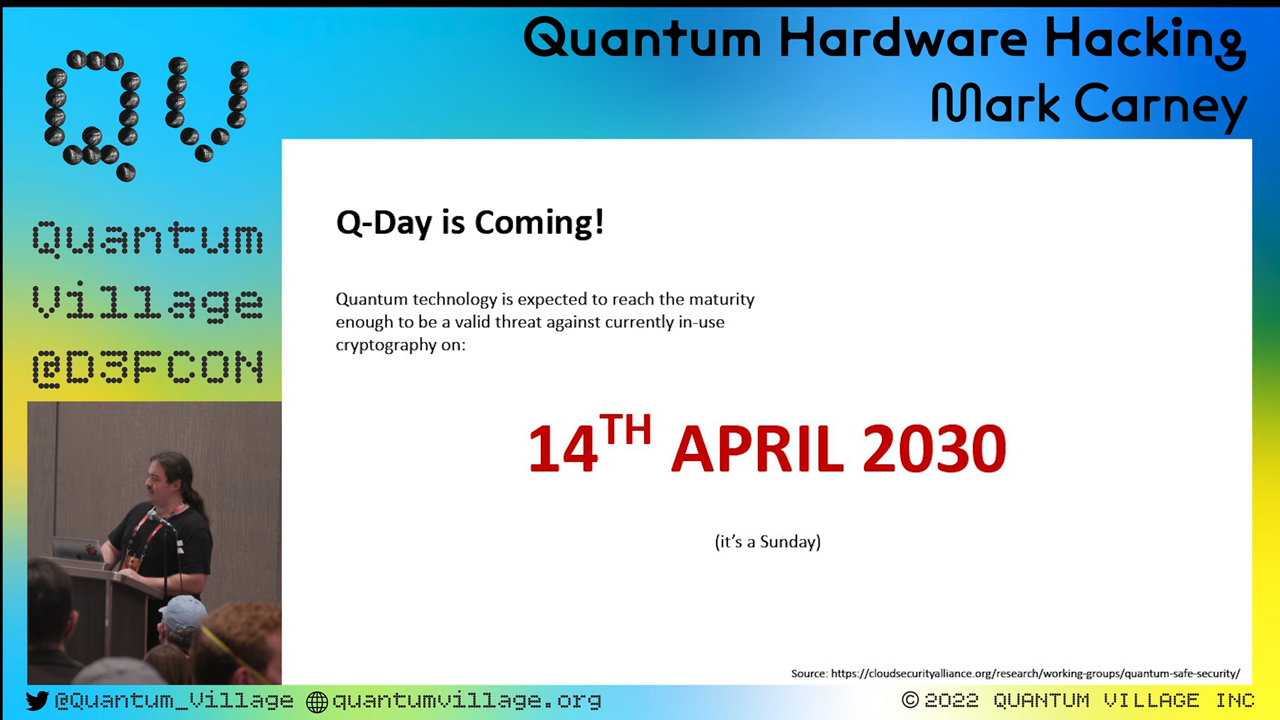 Quantum Hardware Hacking
Mark Carney
QV
Quantum
Village
@D3FCON
Q-Day is Coming!
Quantum technology is expected to reach the maturity
enough to be a valid threat against currently in-use
cryptography on:
14TH APRIL 2030
(it's a Sunday)
Source: https://cloudsecurityalliance.org/research/working-groups/quantum-safe-security/
@Quantum_Village
quantumvillage.org
© 2022 QUANTUM VILLAGE INC